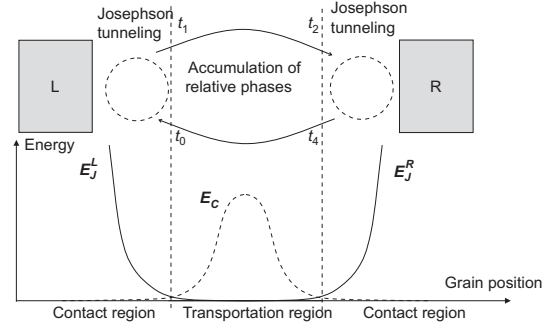 Josephson
tunneling
t1
t2
Josephson
tunneling
L
Accumulation of
relative phases
R
t0
t4
Energy
E_J^L
E_C
E_J^R
Grain position
Contact region
Transportation region
Contact region